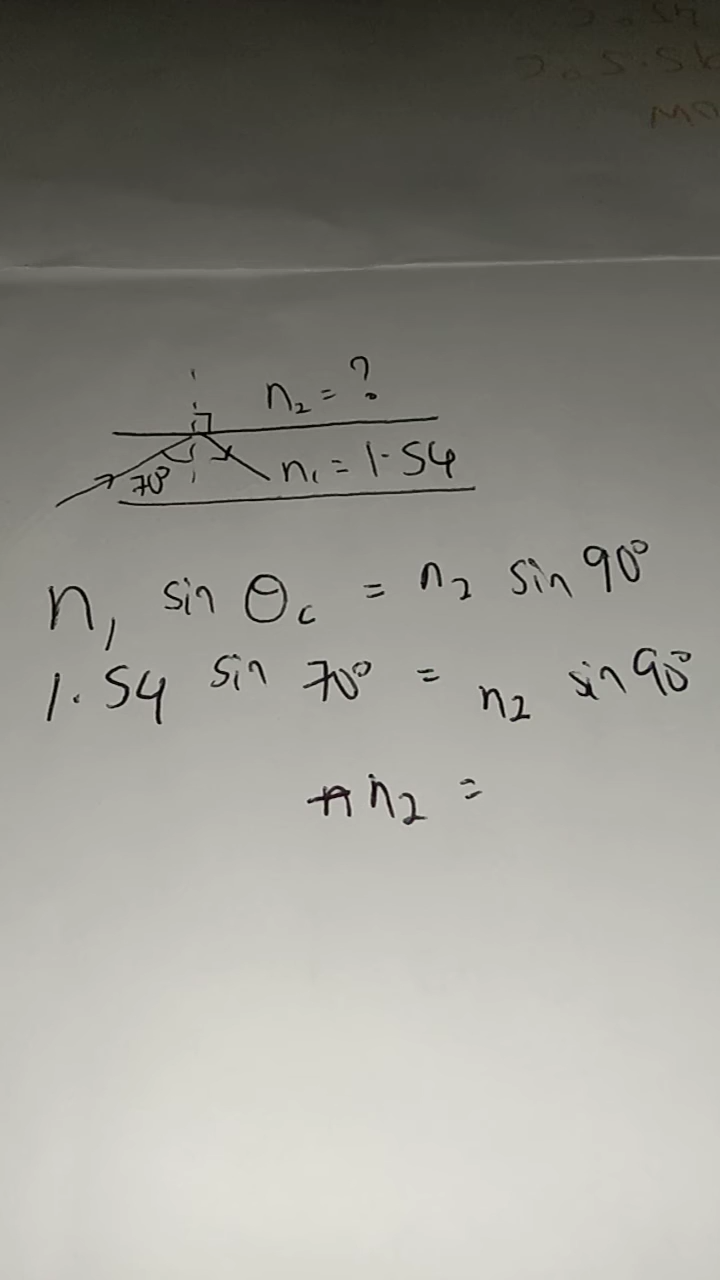 n₂ = ?
70°
n₁ = 1.54
n₁ sin θc = n₂ sin 90°
1.54 sin 70° = n₂ sin 90°
n₂ =